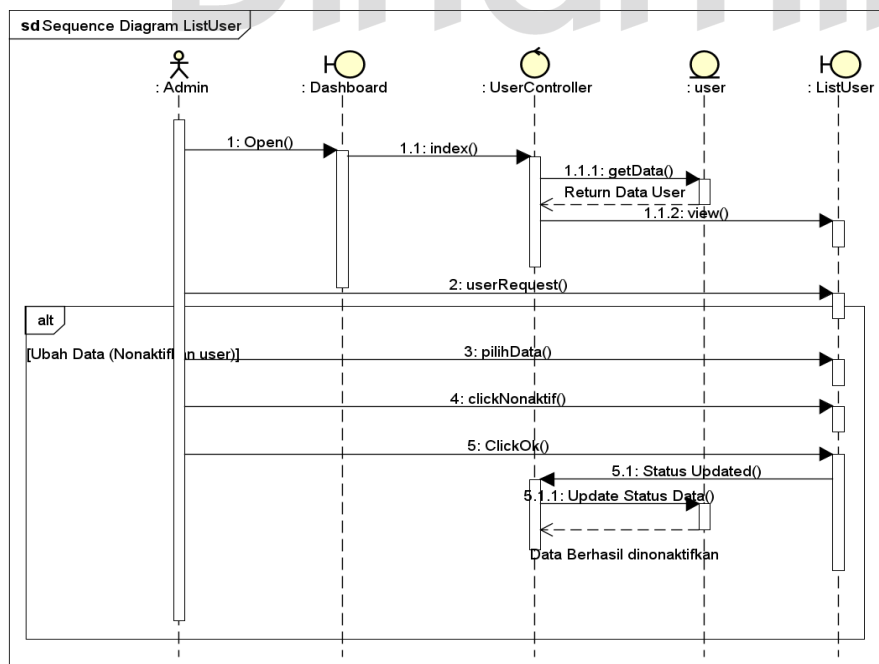 sd Sequence Diagram ListUser
: Admin
: Dashboard
: UserController
: user
: ListUser
1: Open()
1.1: index()
1.1.1: getData()
Return Data User
1.1.2: view()
2: userRequest()
alt
[Ubah Data (Nonaktifkan user)]
3: pilihData()
4: clickNonaktif()
5: ClickOk()
5.1: Status Updated()
5.1.1: Update Status Data()
Data Berhasil dinonaktifkan